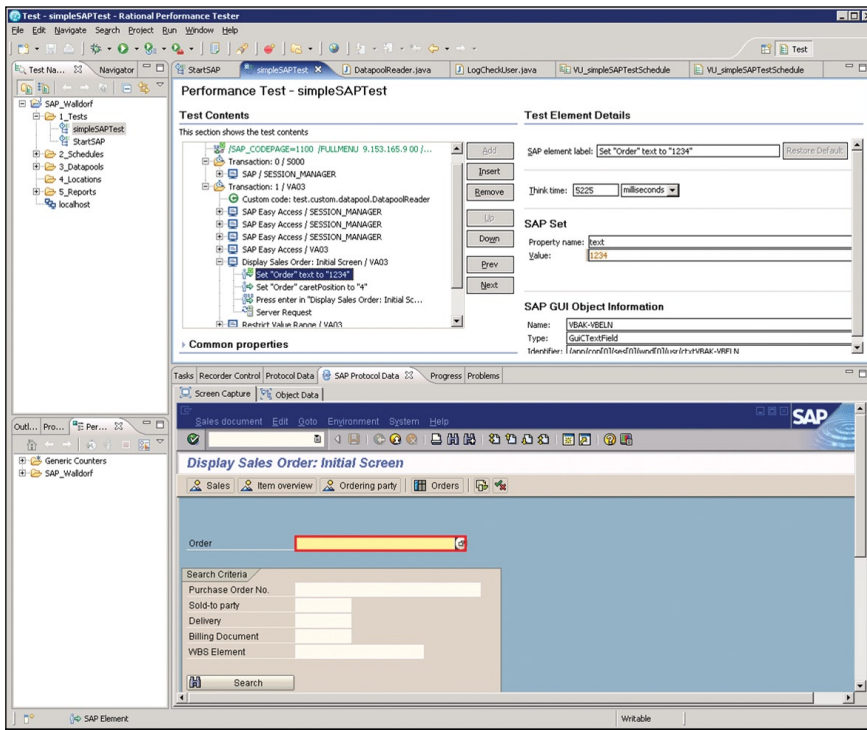 Test - simpleSAPTest - Rational Performance Tester
File Edit Navigate Search Project Run Window Help
Test
Test Na... Navigator
StartSAP simpleSAPTest DatapoolReader.java LogCheckUser.java VU_simpleSAPTestSchedule VU_simpleSAPTestSchedule
SAP_Walldorf
1_Tests
simpleSAPTest
StartSAP
2_Schedules
3_Datapools
4_Locations
5_Reports
localhost
Performance Test - simpleSAPTest
Test Contents
This section shows the test contents
/SAP_CODEPAGE=1100 /FULLMENU 9.153.165.9 00 /...
Transaction: 0 / S000
SAP / SESSION_MANAGER
Transaction: 1 / VA03
Custom code: test.custom.datapool.DatapoolReader
SAP Easy Access / SESSION_MANAGER
SAP Easy Access / SESSION_MANAGER
SAP Easy Access / SESSION_MANAGER
SAP Easy Access / VA03
Display Sales Order: Initial Screen / VA03
Set "Order" text to "1234"
Set "Order" caretPosition to "4"
Press enter in "Display Sales Order: Initial Sc...
Server Request
Restrict Value Range / VA03
Add
Insert
Remove
Up
Down
Prev
Next
Common properties
Test Element Details
SAP element label: Set "Order" text to "1234" Restore Default
Think time: 5225 milliseconds
SAP Set
Property name: text
Value: 1234
SAP GUI Object Information
Name: VBAK-VBELN
Type: GuiCTextField
Identifier: /app/con[0]/ses[0]/wnd[0]/usr/ctxtVBAK-VBELN
Tasks Recorder Control Protocol Data SAP Protocol Data Progress Problems
Screen Capture Object Data
Outl... Pro... Per...
Generic Counters
SAP_Walldorf
Sales document Edit Goto Environment System Help
SAP
Display Sales Order: Initial Screen
Sales Item overview Ordering party Orders
Order
Search Criteria
Purchase Order No.
Sold-to party
Delivery
Billing Document
WBS Element
Search
SAP Element
Writable